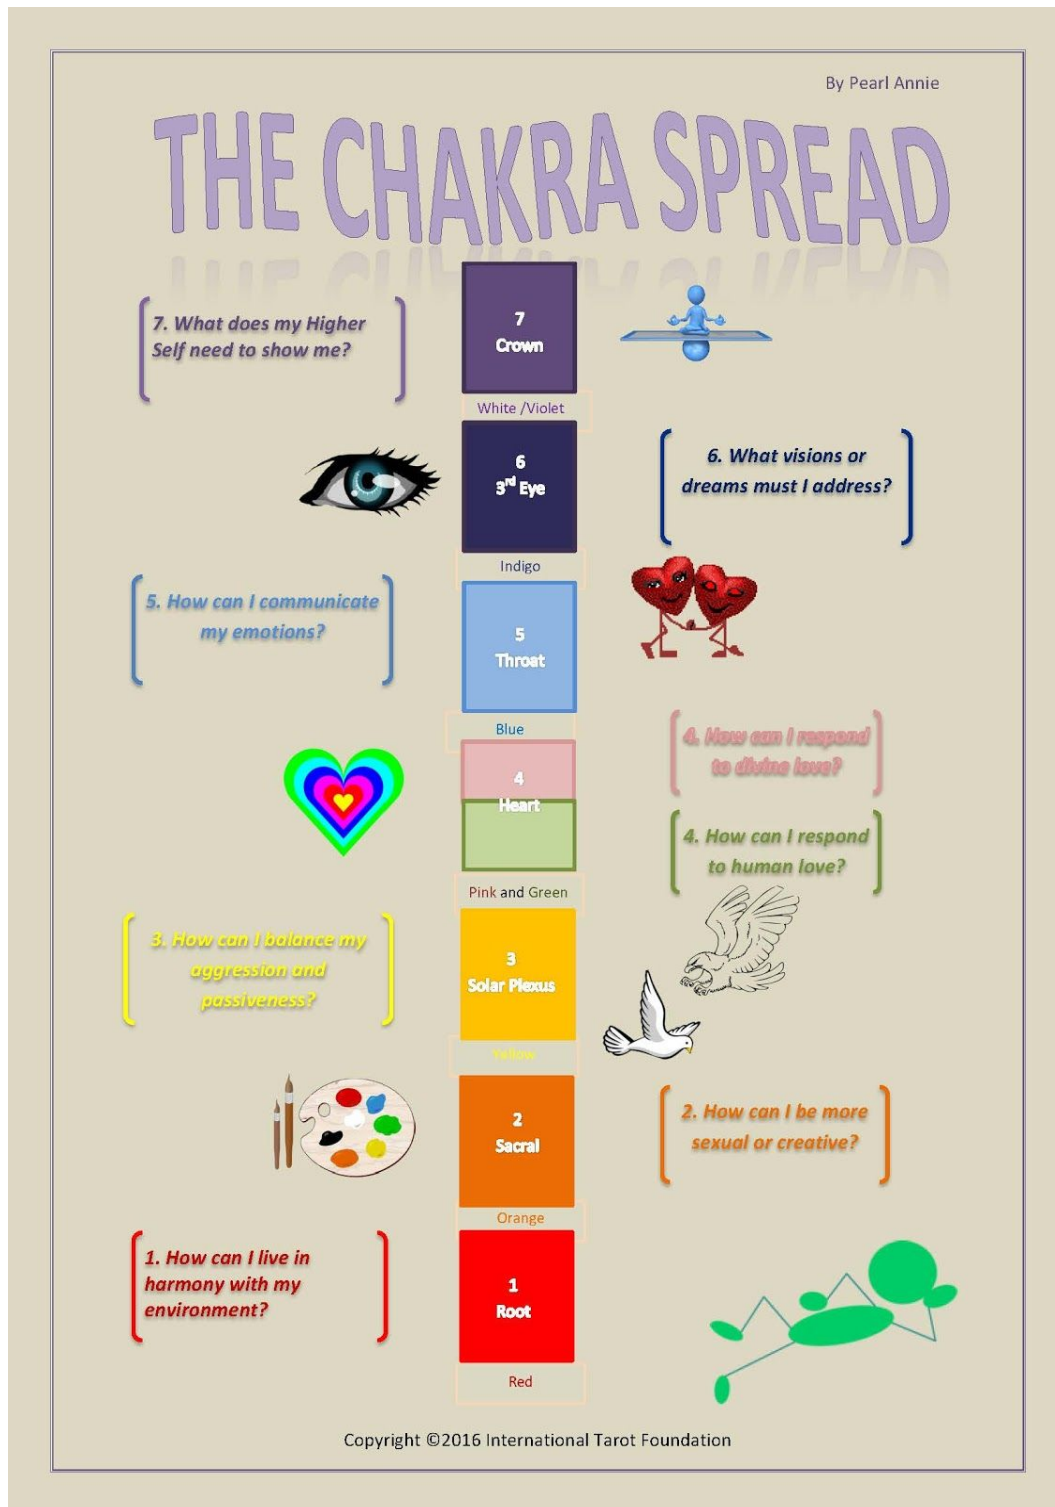 By Pearl Annie
THE CHAKRA SPREAD
7. What does my Higher
Self need to show me?
7
Crown
White /Violet
6
3rd Eye
6. What visions or
dreams must I address?
Indigo
5. How can I communicate
my emotions?
5
Throat
Blue
4. How can I respond
to divine love?
4
Heart
4. How can I respond
to human love?
Pink and Green
3. How can I balance my
aggression and
passiveness?
3
Solar Plexus
Yellow
2
Sacral
2. How can I be more
sexual or creative?
Orange
1. How can I live in
harmony with my
environment?
1
Root
Red
Copyright ©2016 International Tarot Foundation